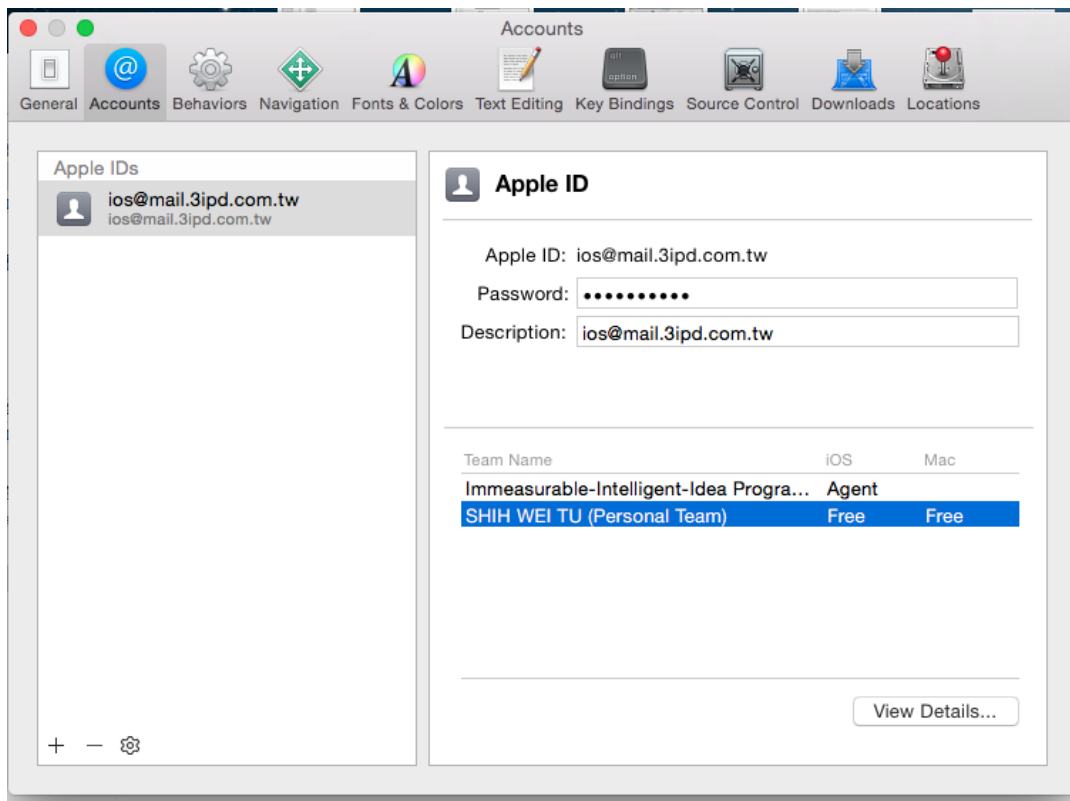 Accounts
General Accounts Behaviors Navigation Fonts & Colors Text Editing Key Bindings Source Control Downloads Locations
alt
option
Apple IDs
ios@mail.3ipd.com.tw
ios@mail.3ipd.com.tw
Apple ID
Apple ID: ios@mail.3ipd.com.tw
Password: ••••••••••
Description: ios@mail.3ipd.com.tw
Team Name iOS Mac
Immeasurable-Intelligent-Idea Progra... Agent
SHIH WEI TU (Personal Team) Free Free
View Details...